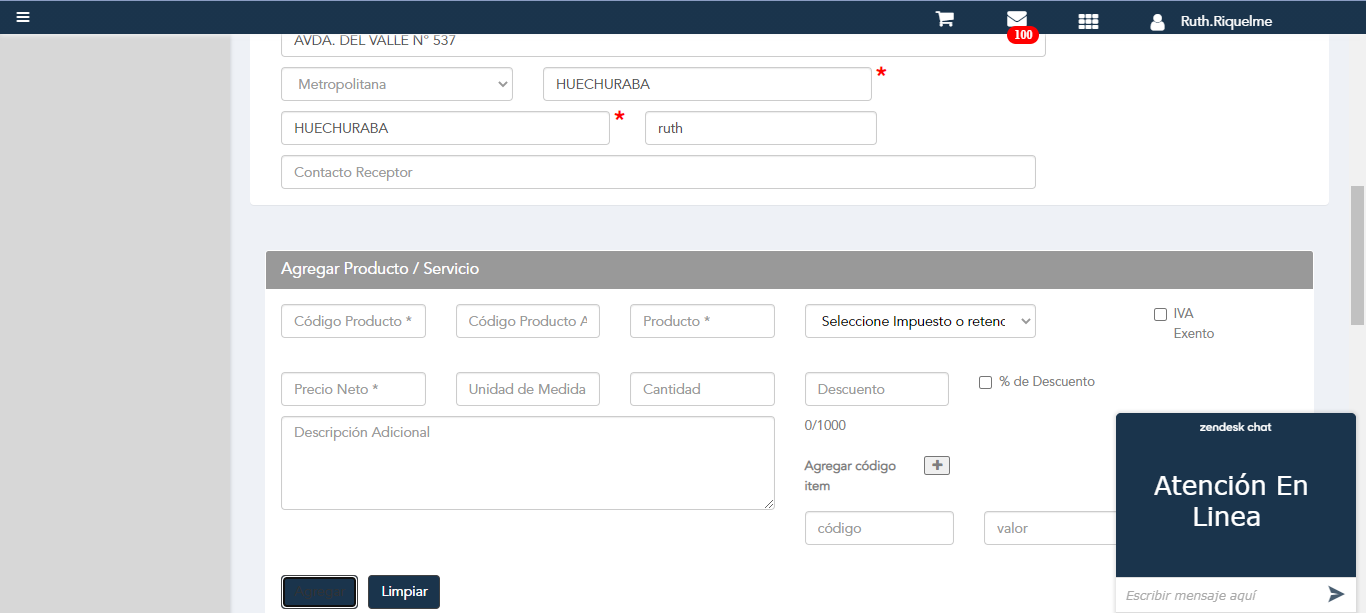 Ruth.Riquelme
100
AVDA. DEL VALLE N° 537
Metropolitana
HUECHURABA
*
HUECHURABA
*
ruth
Contacto Receptor
Agregar Producto / Servicio
Código Producto *
Código Producto A
Producto *
Seleccione Impuesto o retenc
IVA
Exento
Precio Neto *
Unidad de Medida
Cantidad
Descuento
% de Descuento
Descripción Adicional
0/1000
Agregar código
item
código
valor
Agregar
Limpiar
zendesk chat
Atención En
Linea
Escribir mensaje aquí